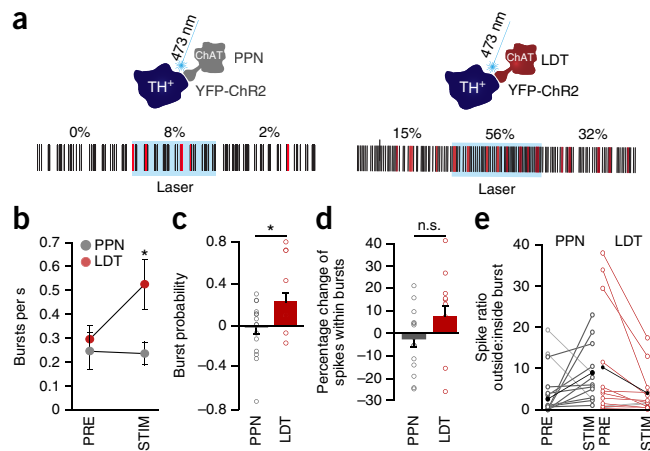 a
473 nm
ChAT
PPN
TH+
YFP-ChR2
0% 8% 2%
Laser
473 nm
ChAT
LDT
TH+
YFP-ChR2
15% 56% 32%
Laser
b
PPN
LDT
*
Bursts per s
0.7
0.6
0.5
0.4
0.3
0.2
0.1
0
PRE
STIM
c
*
Burst probability
0.8
0.4
0
−0.4
−0.8
PPN
LDT
d
n.s.
Percentage change of
spikes within bursts
40
30
20
10
0
−10
−20
−30
PPN
LDT
e
PPN LDT
Spike ratio
outside:inside burst
40
30
20
10
0
PRE
STIM
PRE
STIM